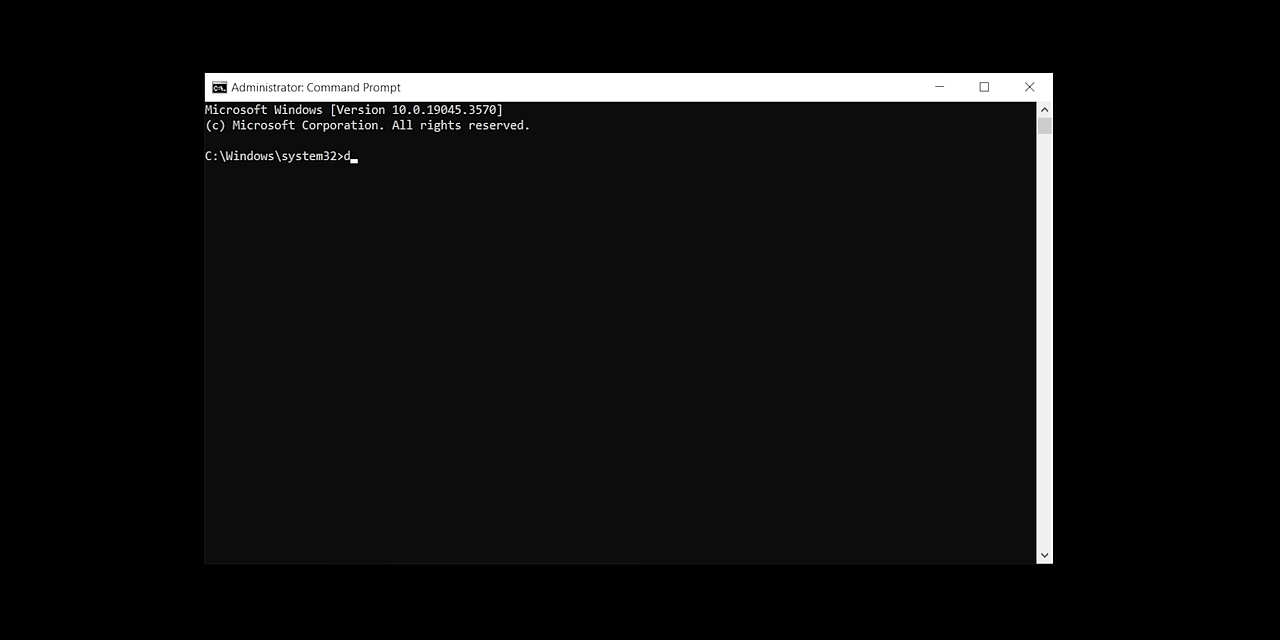 Administrator: Command Prompt
Microsoft Windows [Version 10.0.19045.3570]
(c) Microsoft Corporation. All rights reserved.
C:\Windows\system32>d